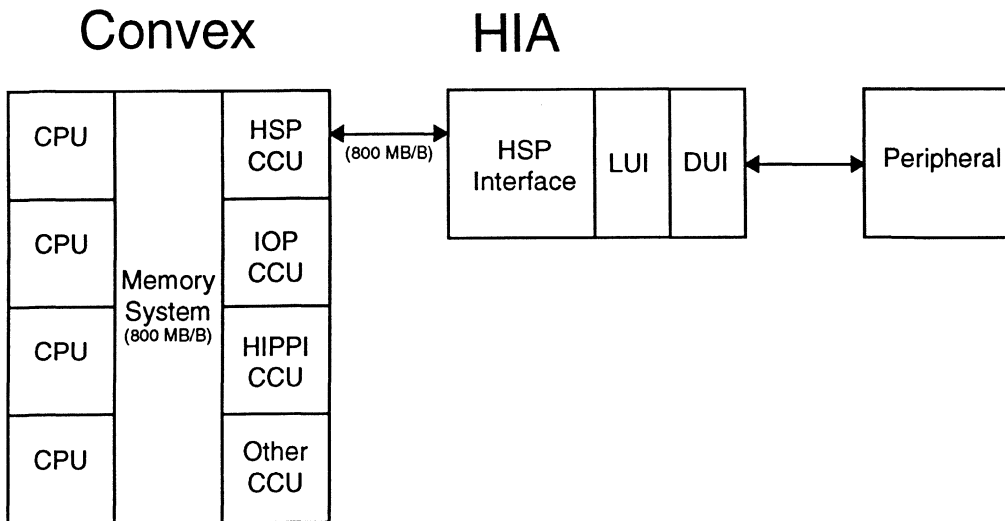 Convex
HIA
CPU
CPU
CPU
CPU
Memory
System
(800 MB/B)
HSP
CCU
IOP
CCU
HIPPI
CCU
Other
CCU
(800 MB/B)
HSP
Interface
LUI
DUI
Peripheral